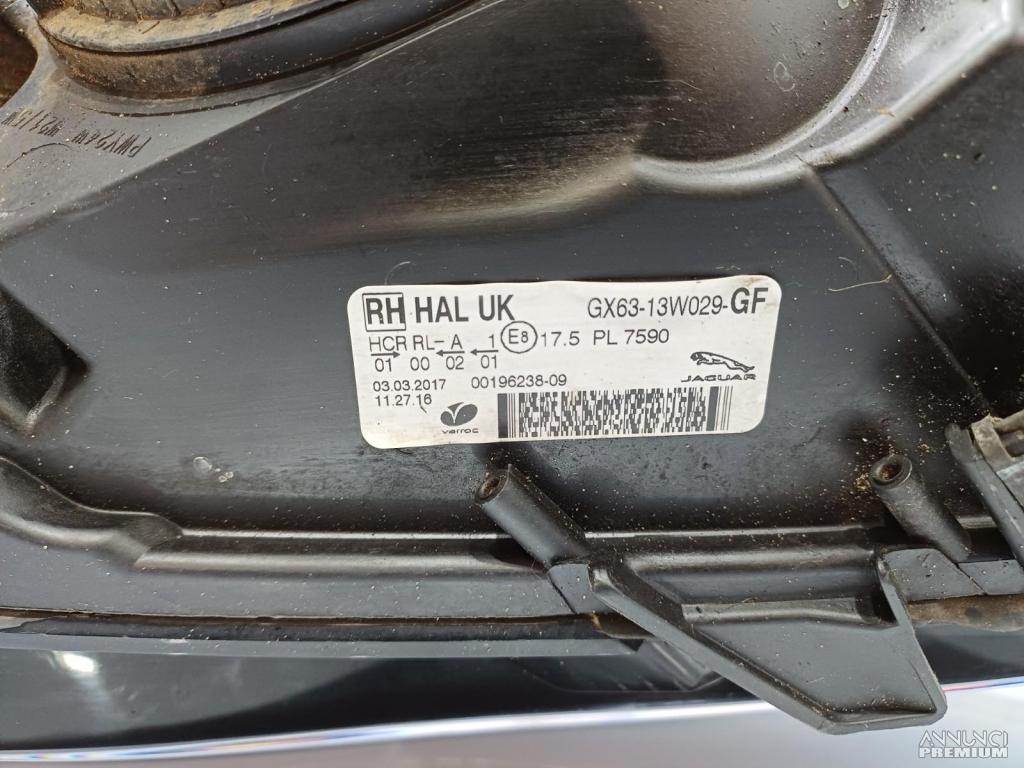 RH HAL UK GX63-13W029-GF
HCR RL- A 1 E8 17.5 PL 7590
01 00 02 01
JAGUAR
03.03.2017 00196238-09
11.27.16
varroc
ANNUNCI
PREMIUM